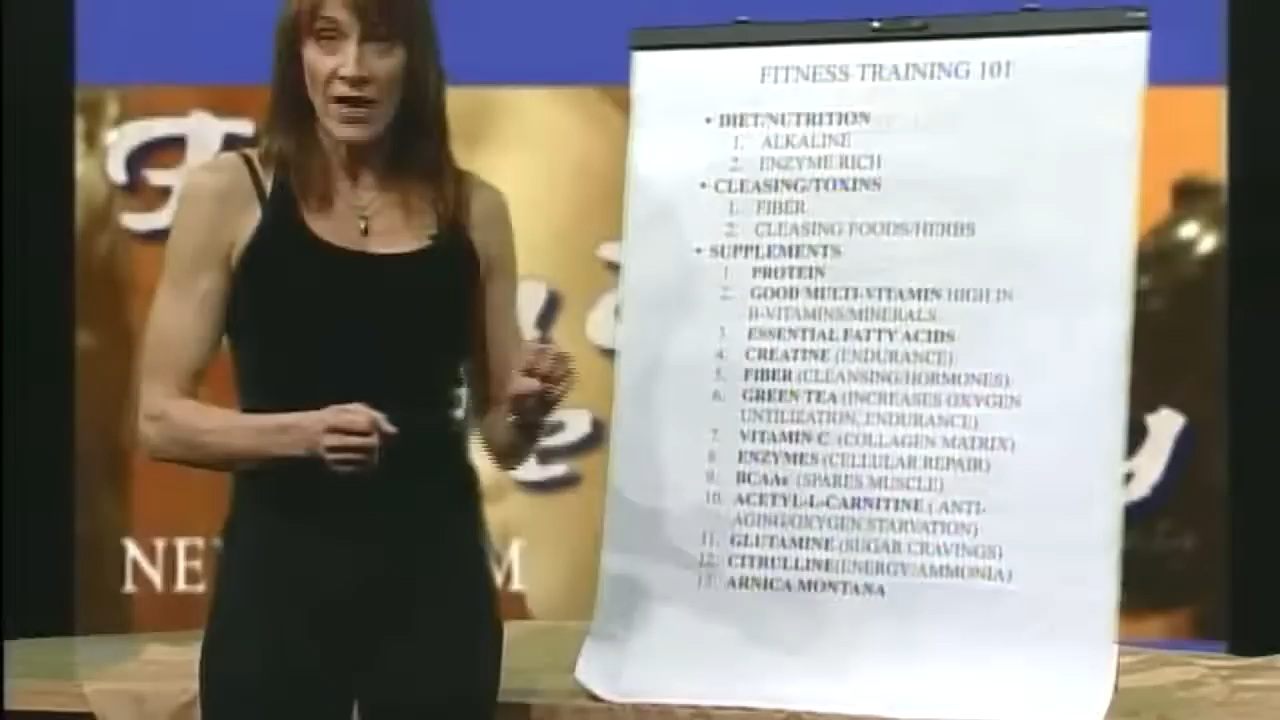 FITNESS TRAINING 101
• DIET/NUTRITION
1. ALKALINE
2. ENZYME RICH
• CLEASING/TOXINS
1. FIBER
2. CLEASING FOODS/HERBS
• SUPPLEMENTS
1. PROTEIN
2. GOOD MULTI-VITAMIN HIGH IN
B-VITAMINS/MINERALS
3. ESSENTIAL FATTY ACIDS
4. CREATINE (ENDURANCE)
5. FIBER (CLEANSING/HORMONES)
6. GREEN TEA (INCREASES OXYGEN
UNTILIZATION, ENDURANCE)
7. VITAMIN C (COLLAGEN MATRIX)
8. ENZYMES (CELLULAR REPAIR)
9. BCAAs (SPARES MUSCLE)
10. ACETYL-L-CARNITINE ( ANTI-
AGING/OXYGEN STARVATION)
11. GLUTAMINE (SUGAR CRAVINGS)
12. CITRULLINE(ENERGY/AMMONIA)
13. ARNICA MONTANA
NE M